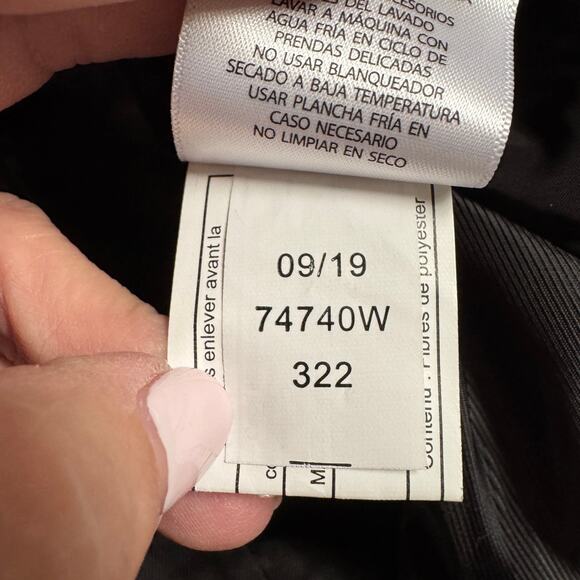 DEL LAVADO
LAVAR A MÁQUINA CON
AGUA FRÍA EN CICLO DE
PRENDAS DELICADAS
NO USAR BLANQUEADOR
SECADO A BAJA TEMPERATURA
USAR PLANCHA FRÍA EN
CASO NECESARIO
NO LIMPIAR EN SECO
enlever avant la
09/19
74740W
322
Contenu : Fibres de polyester